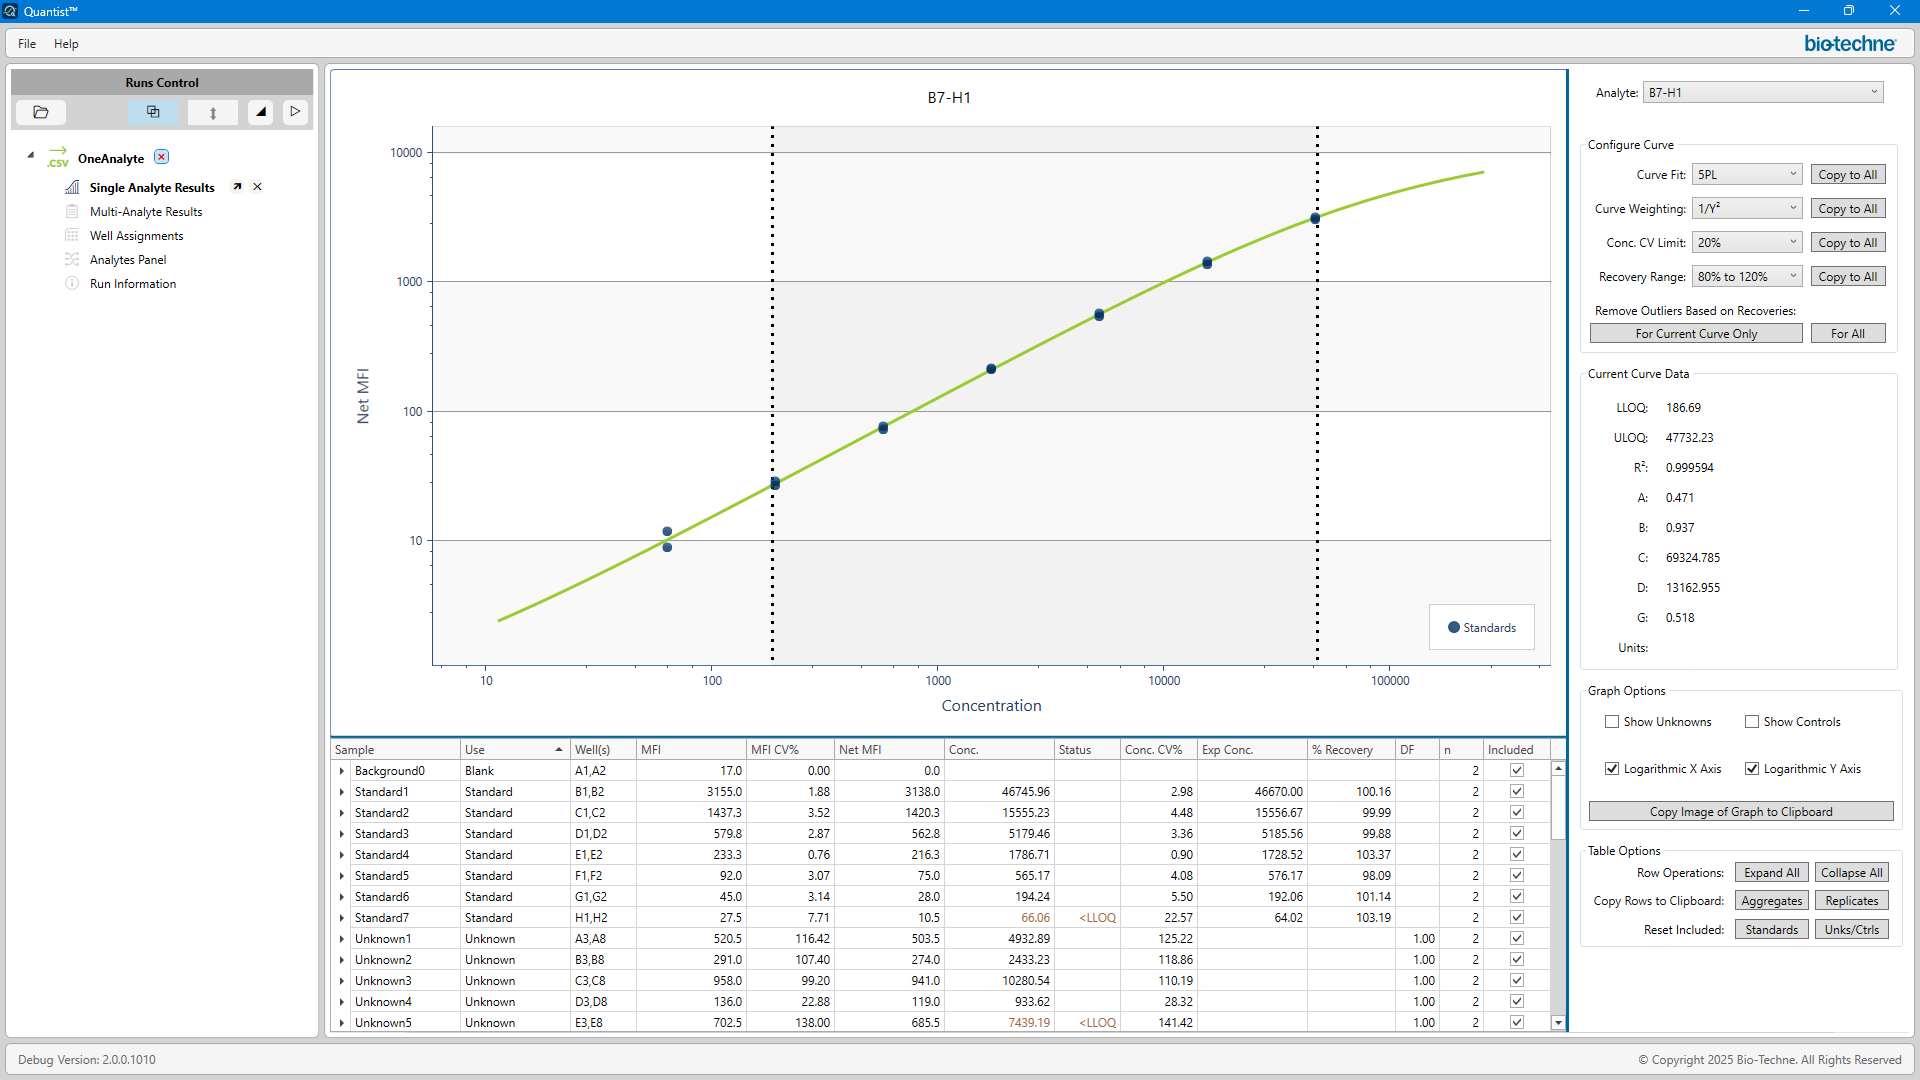 Quantist™
File Help
bio-techne
Runs Control
.CSV OneAnalyte
Single Analyte Results
Multi-Analyte Results
Well Assignments
Analytes Panel
Run Information
B7-H1
10000
1000
100
10
Net MFI
Standards
10 100 1000 10000 100000
Concentration
Sample Use Well(s) MFI MFI CV% Net MFI Conc. Status Conc. CV% Exp Conc. % Recovery DF n Included
Background0 Blank A1,A2 17.0 0.00 0.0 2
Standard1 Standard B1,B2 3155.0 1.88 3138.0 46745.96 2.98 46670.00 100.16 2
Standard2 Standard C1,C2 1437.3 3.52 1420.3 15555.23 4.48 15556.67 99.99 2
Standard3 Standard D1,D2 579.8 2.87 562.8 5179.46 3.36 5185.56 99.88 2
Standard4 Standard E1,E2 233.3 0.76 216.3 1786.71 0.90 1728.52 103.37 2
Standard5 Standard F1,F2 92.0 3.07 75.0 565.17 4.08 576.17 98.09 2
Standard6 Standard G1,G2 45.0 3.14 28.0 194.24 5.50 192.06 101.14 2
Standard7 Standard H1,H2 27.5 7.71 10.5 66.06 <LLOQ 22.57 64.02 103.19 2
Unknown1 Unknown A3,A8 520.5 116.42 503.5 4932.89 125.22 1.00 2
Unknown2 Unknown B3,B8 291.0 107.40 274.0 2433.23 118.86 1.00 2
Unknown3 Unknown C3,C8 958.0 99.20 941.0 10280.54 110.19 1.00 2
Unknown4 Unknown D3,D8 136.0 22.88 119.0 933.62 28.32 1.00 2
Unknown5 Unknown E3,E8 702.5 138.00 685.5 7439.19 <LLOQ 141.42 1.00 2
Analyte: B7-H1
Configure Curve
Curve Fit: 5PL Copy to All
Curve Weighting: 1/Y² Copy to All
Conc. CV Limit: 20% Copy to All
Recovery Range: 80% to 120% Copy to All
Remove Outliers Based on Recoveries:
For Current Curve Only For All
Current Curve Data
LLOQ: 186.69
ULOQ: 47732.23
R²: 0.999594
A: 0.471
B: 0.937
C: 69324.785
D: 13162.955
G: 0.518
Units:
Graph Options
Show Unknowns Show Controls
Logarithmic X Axis Logarithmic Y Axis
Copy Image of Graph to Clipboard
Table Options
Row Operations: Expand All Collapse All
Copy Rows to Clipboard: Aggregates Replicates
Reset Included: Standards Unks/Ctrls
Debug Version: 2.0.0.1010
© Copyright 2025 Bio-Techne. All Rights Reserved